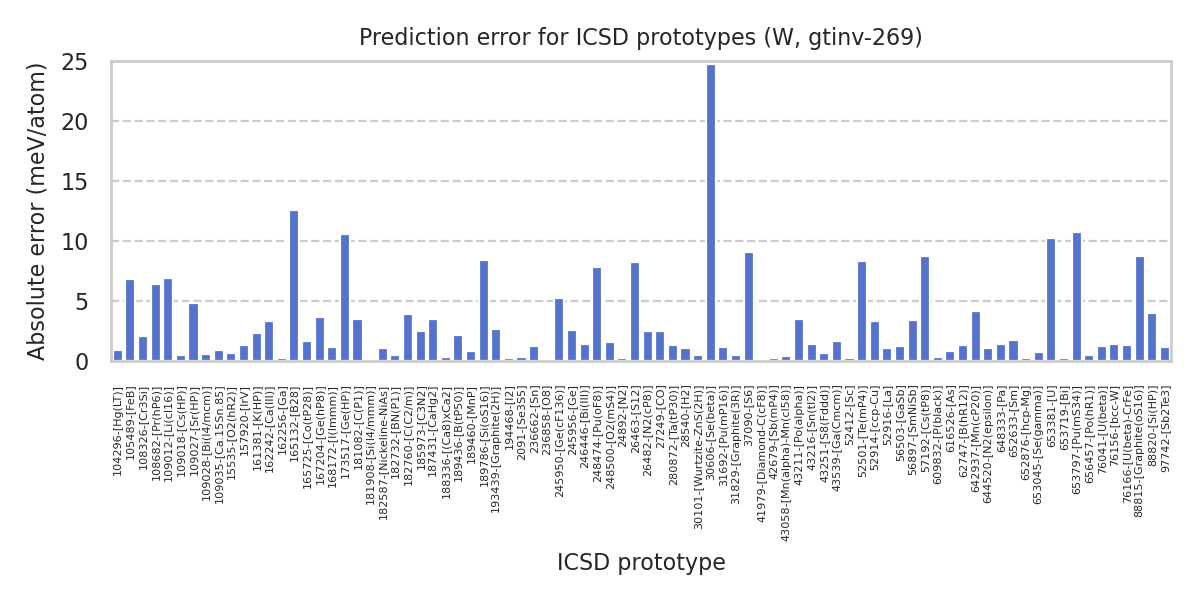 Prediction error for ICSD prototypes (W, gtinv-269)
Absolute error (meV/atom)
25
20
15
10
5
0
104296-[Hg(LT)]
105489-[FeB]
108326-[Cr3Si]
108682-[Pr(hP6)]
109012-[Li(cI16)]
109018-[Cs(HP)]
109027-[Sr(HP)]
109028-[Bi(I4/mcm)]
109035-[Ca.15Sn.85]
15535-[O2(hR2)]
157920-[IrV]
161381-[K(HP)]
162242-[Ca(III)]
162256-[Ga]
165132-[B28]
165725-[Co(tP28)]
167204-[Ge(hP8)]
168172-[I(Immm)]
173517-[Ge(HP)]
181082-[C(P1)]
181908-[Si(I4/mmm)]
182587-[Nickeline-NiAs]
182732-[BN(P1)]
182760-[C(C2/m)]
183973-[C3N2]
187431-[CaHg2]
188336-[(Ca8)xCa2]
189436-[B(tP50)]
189460-[MnP]
189786-[Si(oS16)]
193439-[Graphite(2H)]
194468-[I2]
2091-[Se3S5]
236662-[Sn]
236858-[O8]
245950-[Ge(cF136)]
245956-[Ge]
246446-[Bi(III)]
248474-[Pu(oF8)]
248500-[O2(mS4)]
24892-[N2]
26463-[S12]
26482-[N2(cP8)]
27249-[CO]
280872-[Ta(tP30)]
28540-[H2]
30101-[Wurtzite-ZnS(2H)]
30606-[Se(beta)]
31692-[Pu(mP16)]
31829-[Graphite(3R)]
37090-[S6]
41979-[Diamond-C(cF8)]
42679-[Sb(mP4)]
43058-[Mn(alpha)-Mn(cI58)]
43211-[Po(alpha)]
43216-[Sn(tI4)]
43251-[S8(Fddd)]
43539-[Ga(Cmcm)]
52412-[Sc]
52501-[Te(mP4)]
52914-[ccp-Cu]
52916-[La]
56503-[GaSb]
56897-[SmNiSb]
57192-[Cs(tP8)]
609832-[P(black)]
616526-[As]
62747-[B(hR12)]
642937-[Mn(cP20)]
644520-[N2(epsilon)]
648333-[Pa]
652633-[Sm]
652876-[hcp-Mg]
653045-[Se(gamma)]
653381-[U]
653719-[U]
653797-[Pu(mS34)]
655457-[Po(hR1)]
76041-[U(beta)]
76156-[bcc-W]
76166-[U(beta)-CrFe]
88815-[Graphite(oS16)]
88820-[Si(HP)]
97742-[Sb2Te3]
ICSD prototype